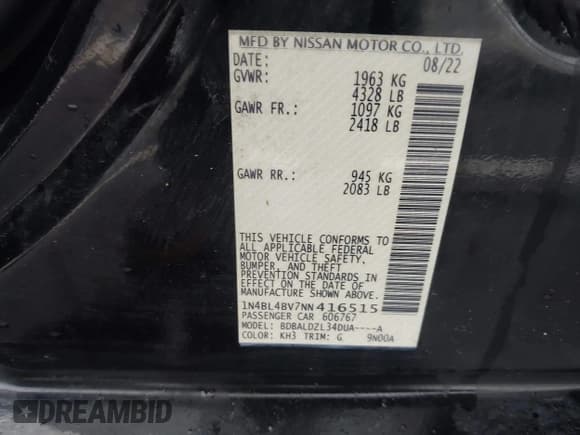 MFD BY NISSAN MOTOR CO., LTD.
DATE: 08/22
GVWR: 1963 KG
4328 LB
GAWR FR.: 1097 KG
2418 LB
GAWR RR.: 945 KG
2083 LB
THIS VEHICLE CONFORMS TO
ALL APPLICABLE FEDERAL
MOTOR VEHICLE SAFETY,
BUMPER, AND THEFT
PREVENTION STANDARDS IN
EFFECT ON THE DATE OF
MANUFACTURE SHOWN ABOVE.
1N4BL4BV7NN416515
PASSENGER CAR 606767
MODEL: BDBALDZL34DUA----A
COLOR: KH3 TRIM: G 9N00A
DREAMBID